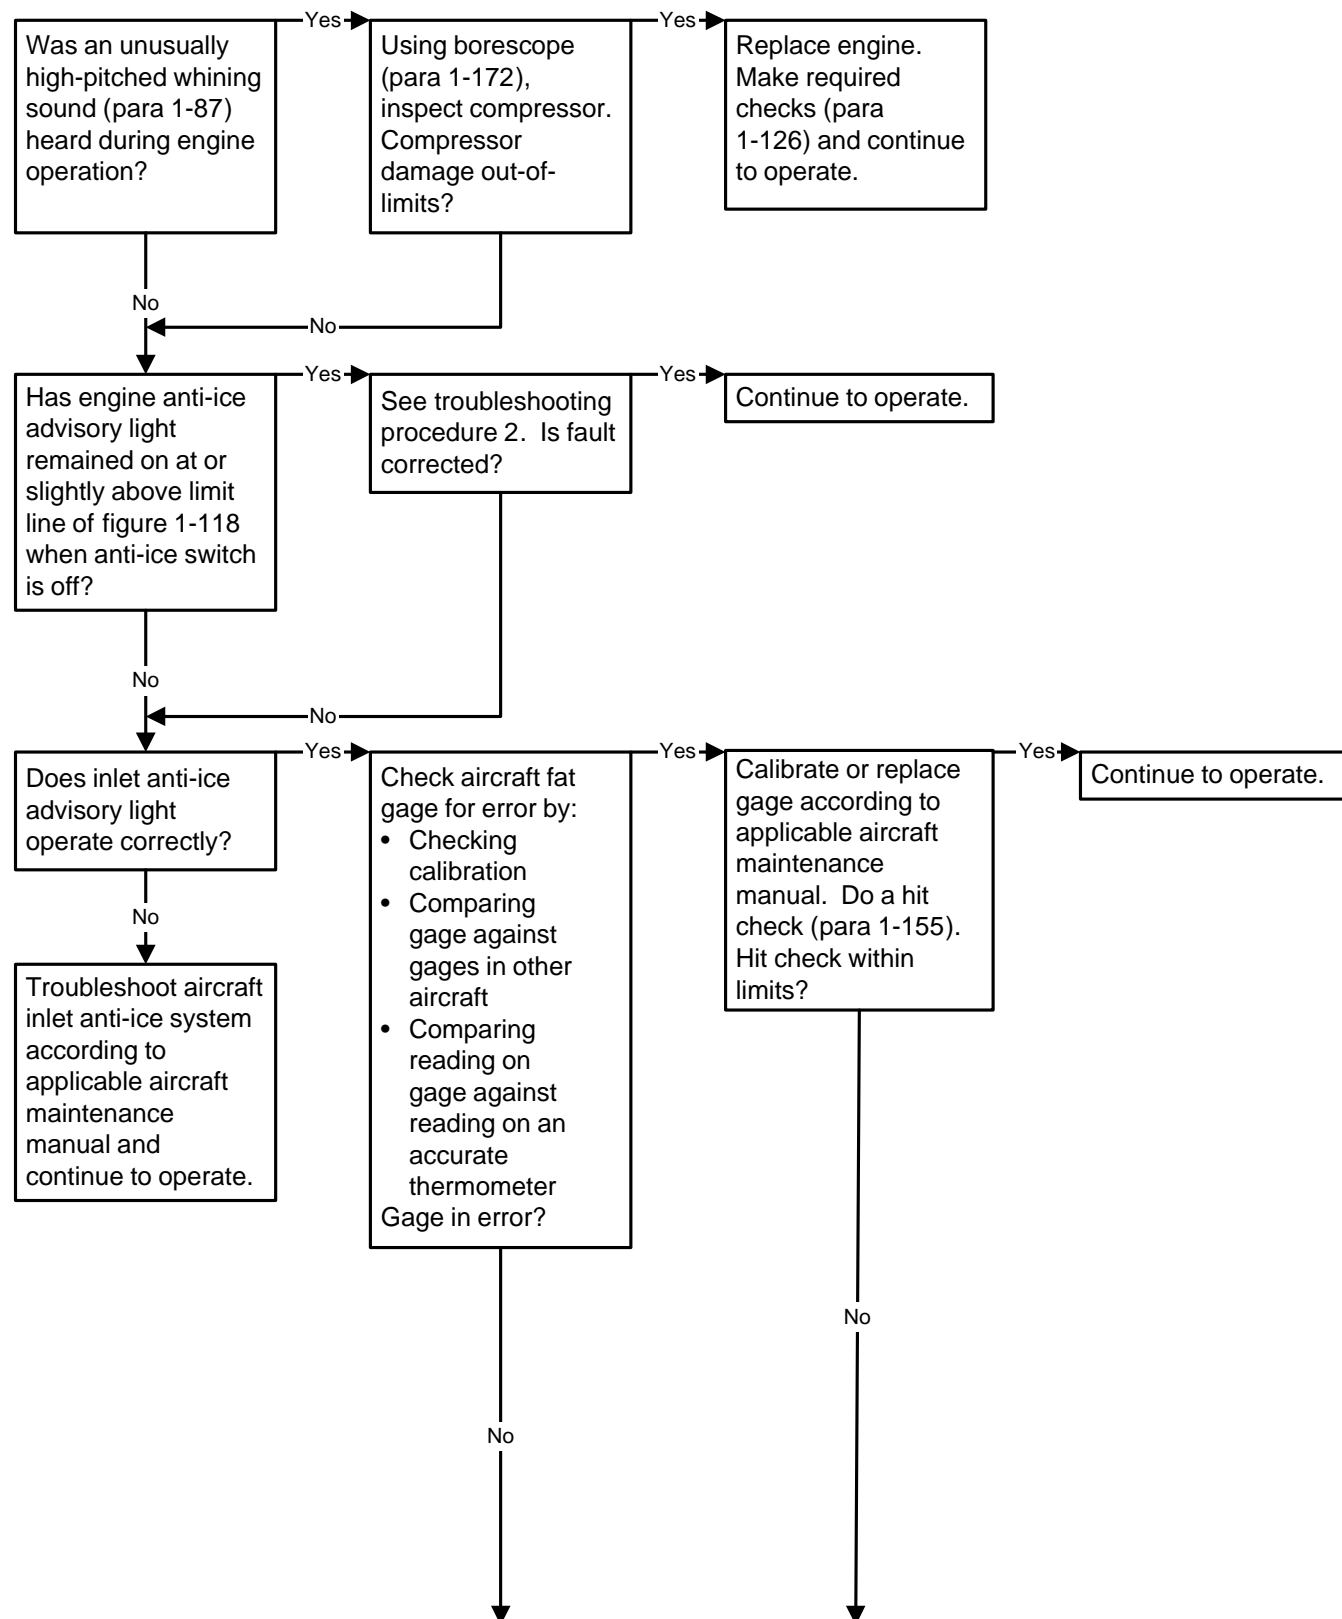 Yes
Yes
Was an unusually
high-pitched whining
sound (para 1-87)
heard during engine
operation?
Using borescope
(para 1-172),
inspect compressor.
Compressor
damage out-of-
limits?
Replace engine.
Make required
checks (para
1-126) and continue
to operate.
No
No
Yes
Yes
Has engine anti-ice
advisory light
remained on at or
slightly above limit
line of figure 1-118
when anti-ice switch
is off?
See troubleshooting
procedure 2.  Is fault
corrected?
Continue to operate.
No
No
Yes
Yes
Yes
Does inlet anti-ice
advisory light
operate correctly?
Check aircraft fat
gage for error by:
• Checking
calibration
• Comparing
gage against
gages in other
aircraft
• Comparing
reading on
gage against
reading on an
accurate
thermometer
Gage in error?
Calibrate or replace
gage according to
applicable aircraft
maintenance
manual.  Do a hit
check (para 1-155).
Hit check within
limits?
Continue to operate.
No
Troubleshoot aircraft
inlet anti-ice system
according to
applicable aircraft
maintenance
manual and
continue to operate.
No
No